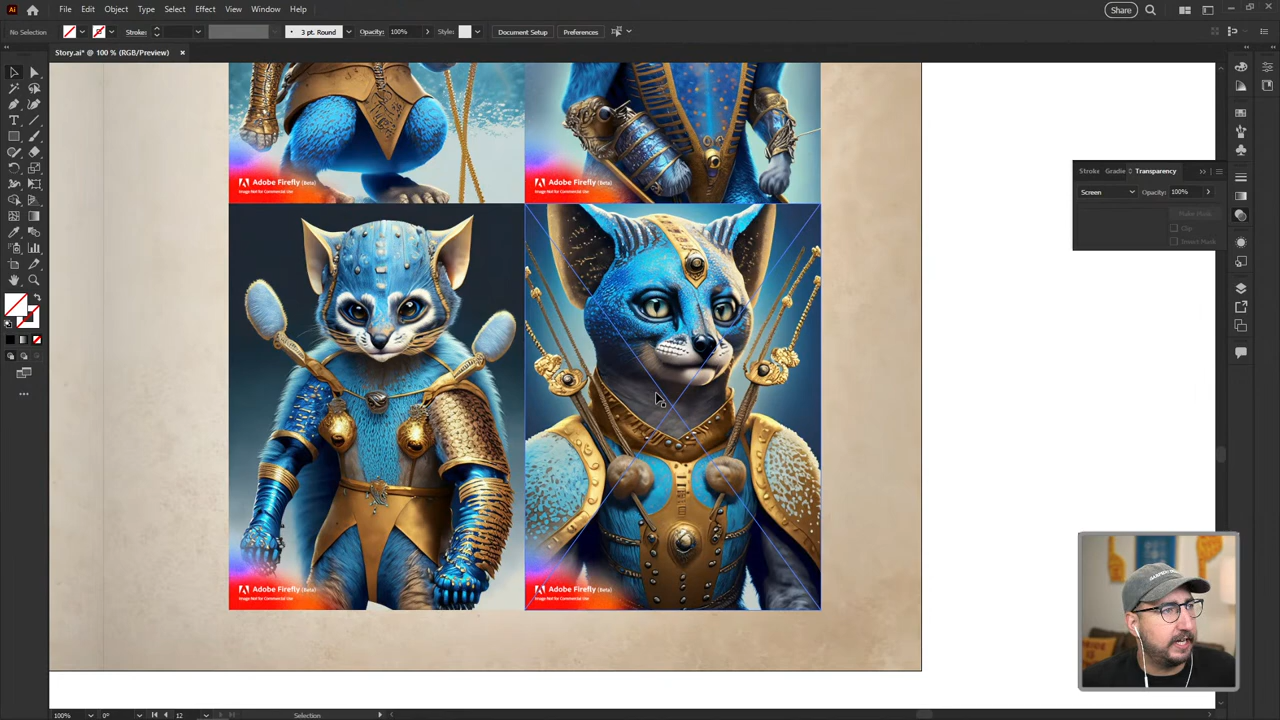 Ai File Edit Object Type Select Effect View Window Help Share
No Selection Stroke: 3 pt. Round Opacity: 100% Style: Document Setup Preferences
Story.ai* @ 100 % (RGB/Preview)
Stroke Gradie Transparency
Screen Opacity: 100%
Make Mask
Clip
Invert Mask
Adobe Firefly (Beta)
Image Not for Commercial Use
Adobe Firefly (Beta)
Image Not for Commercial Use
Adobe Firefly (Beta)
Image Not for Commercial Use
Adobe Firefly (Beta)
Image Not for Commercial Use
100% 0° 12 Selection